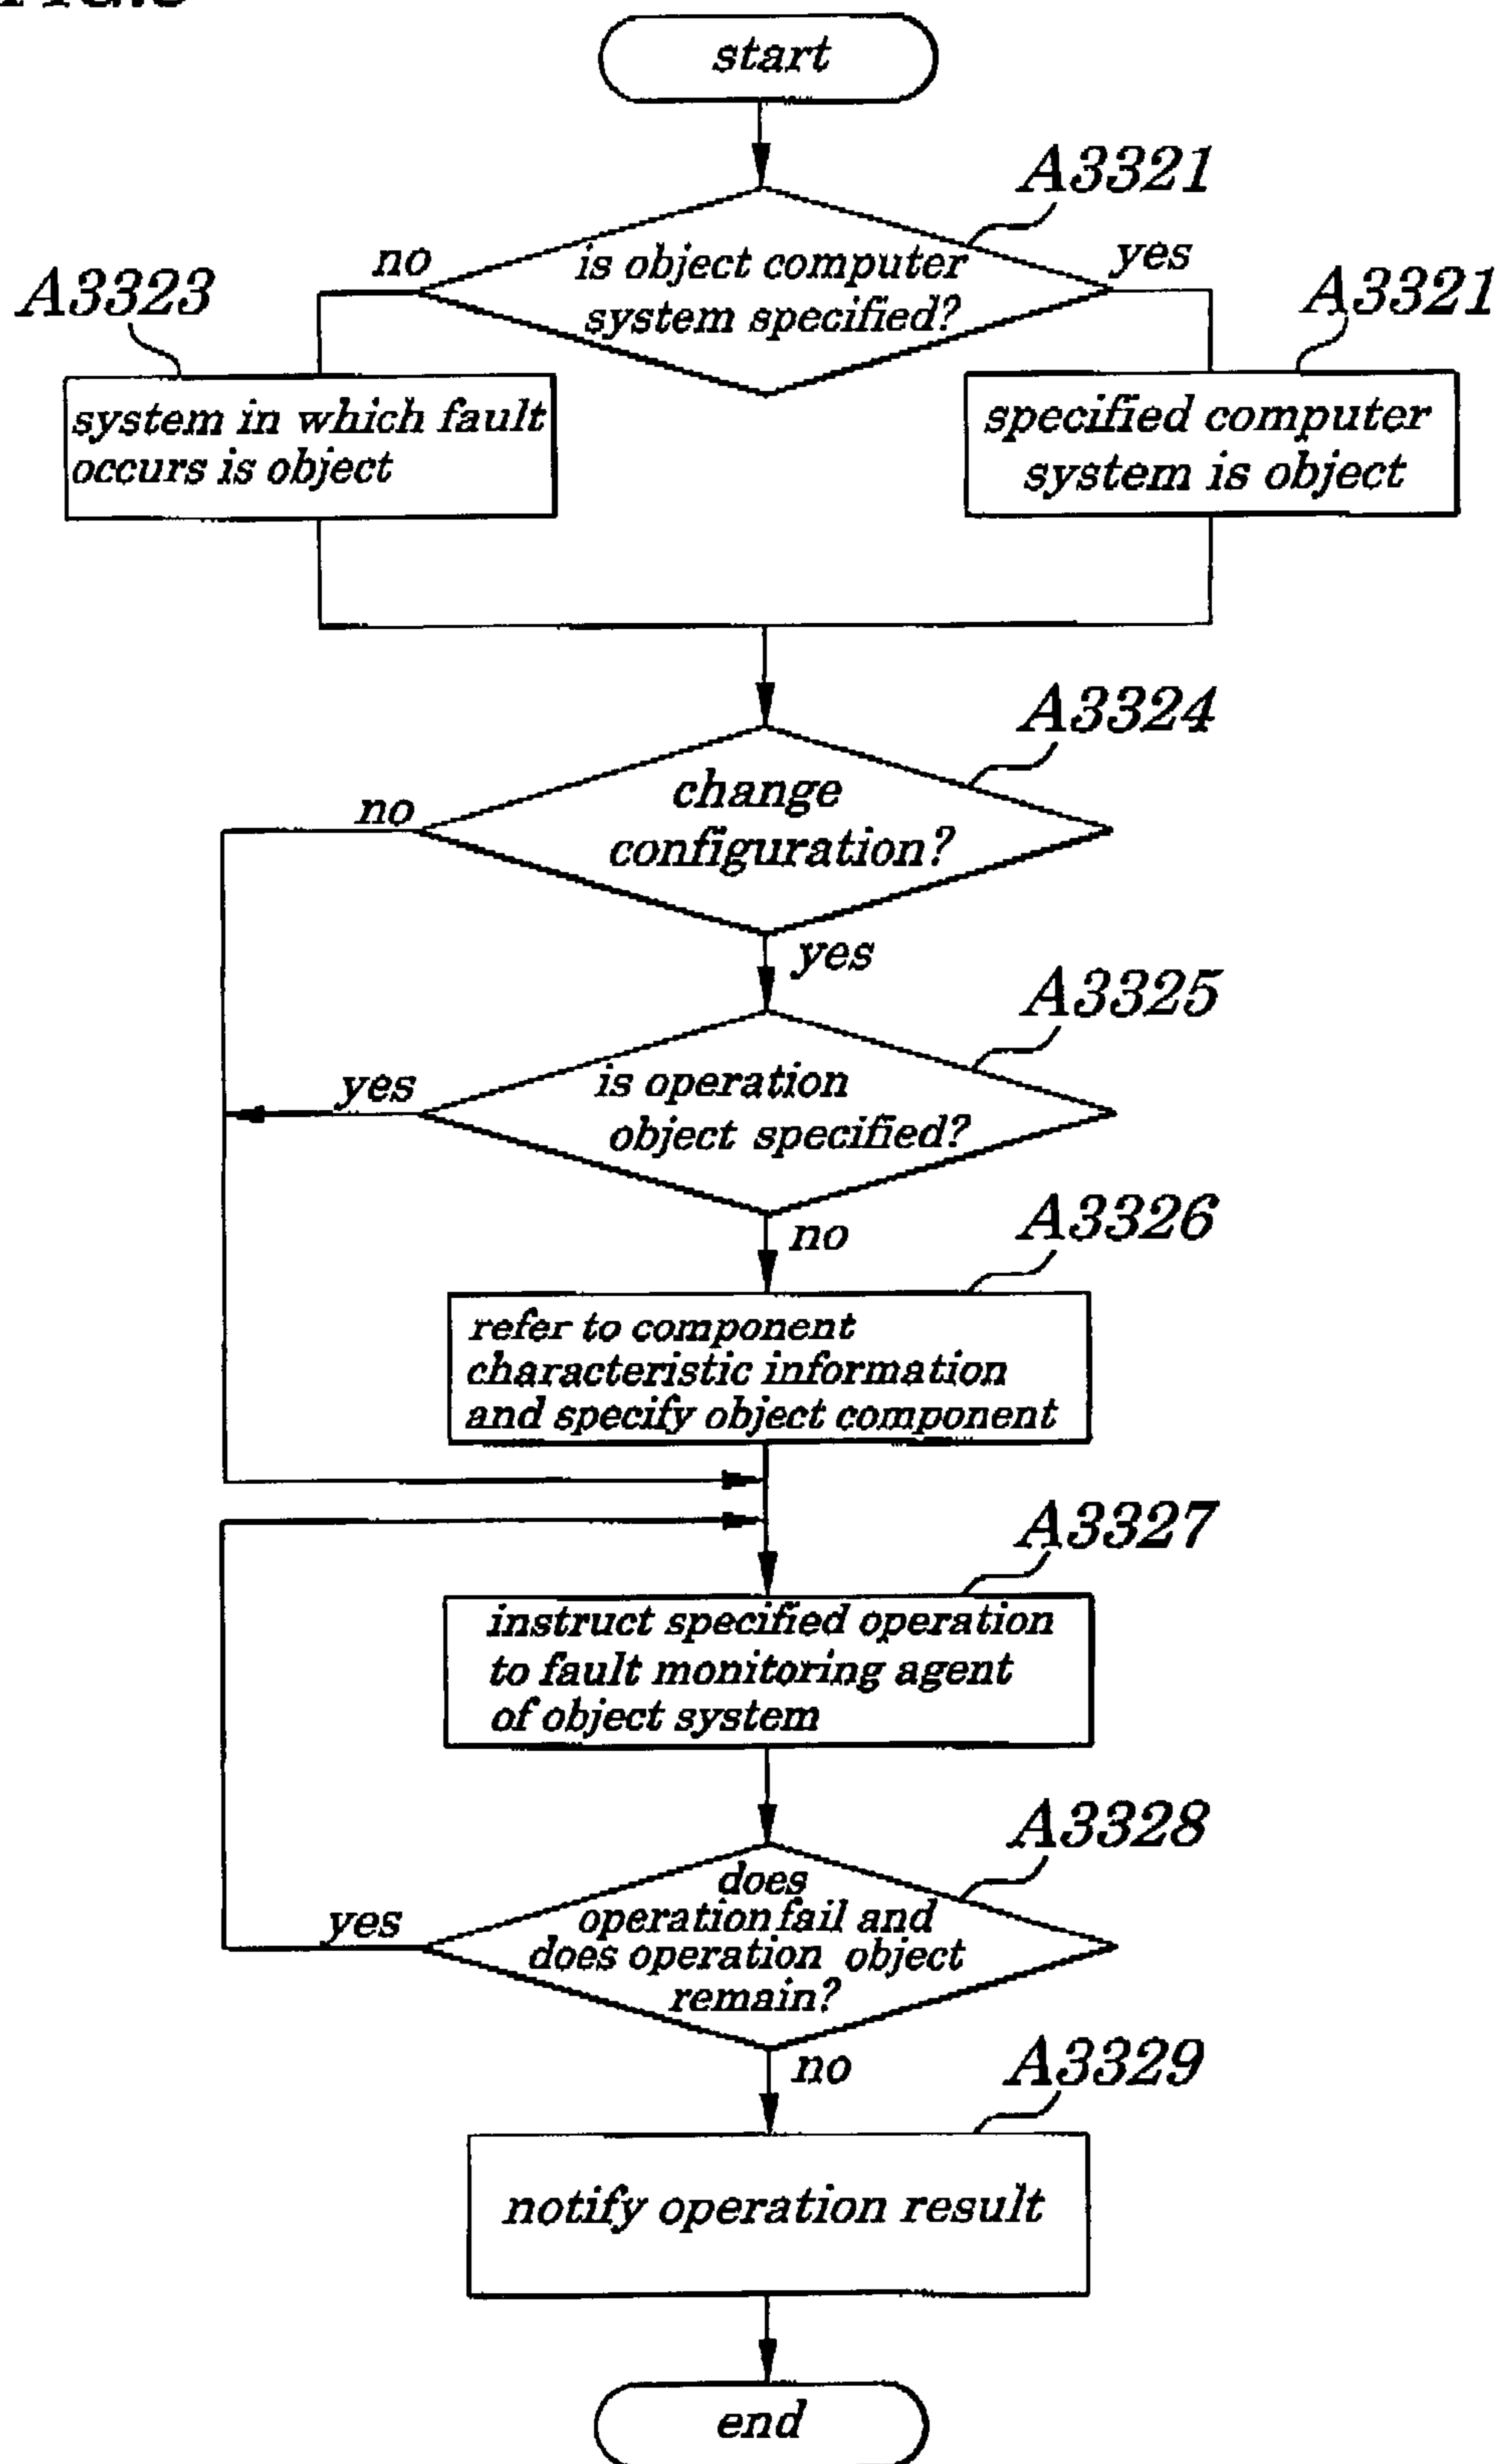 start
A3321
no
is object computer
yes
A3323
system specified?
A3321
system in which fault
occurs is object
specified computer
system is object
A3324
change
no
configuration?
yes
A3325
is operation
yes
object specified?
A3326
no
refer to component
characteristic information
and specify object component
A3327
instruct specified operation
to fault monitoring agent
of object system
A3328
does
operation fail and
yes
does operation object
remain?
A3329
no
notify operation result
end